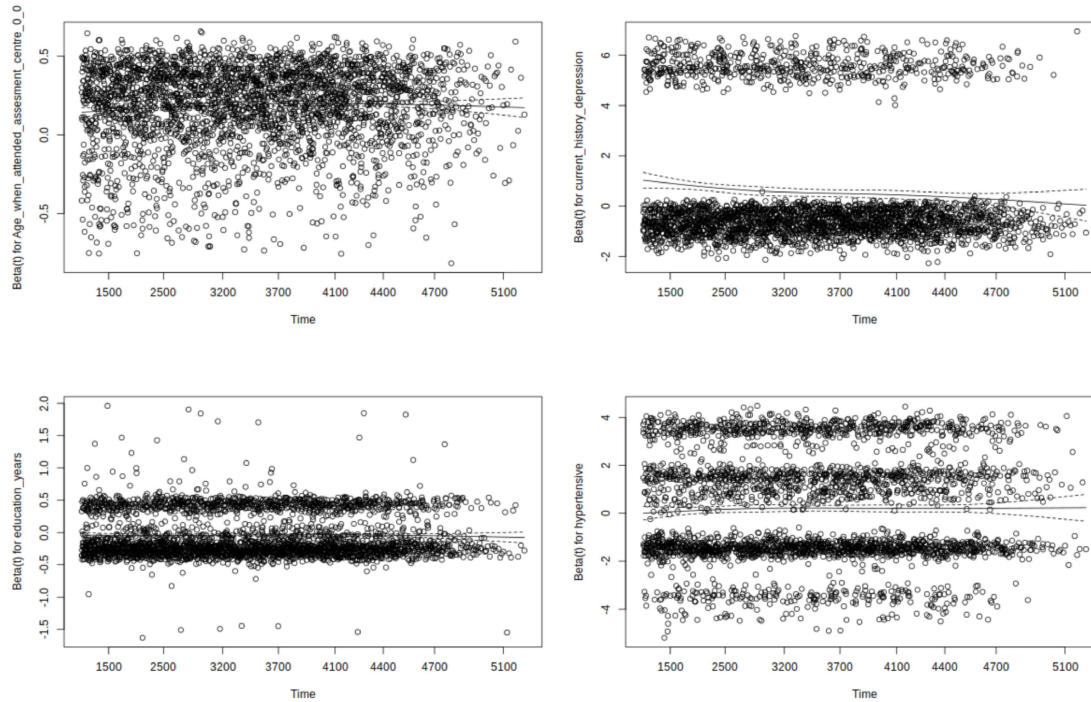 Beta(t) for Age_when_attended_assesment_centre_0_0
0.5
0.0
-0.5
1500 2500 3200 3700 4100 4400 4700 5100
Time
Beta(t) for current_history_depression
6
4
2
0
-2
1500 2500 3200 3700 4100 4400 4700 5100
Time
Beta(t) for education_years
2.0
1.5
1.0
0.5
0.0
-0.5
-1.0
-1.5
1500 2500 3200 3700 4100 4400 4700 5100
Time
Beta(t) for hypertensive
4
2
0
-2
-4
1500 2500 3200 3700 4100 4400 4700 5100
Time